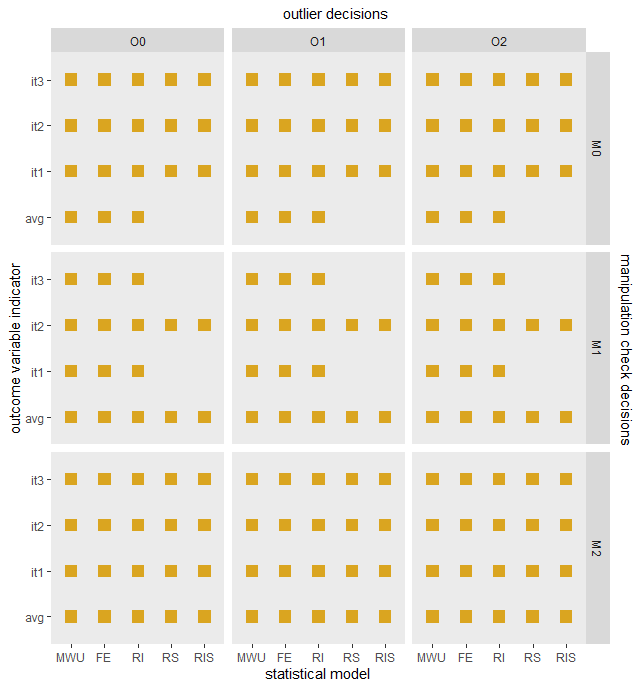 outlier decisions
O0 O1 O2
it3
it2
it1
avg
M0
it3
it2
it1
avg
M1
it3
it2
it1
avg
M2
outcome variable indicator
manipulation check decisions
MWU FE RI RS RIS MWU FE RI RS RIS MWU FE RI RS RIS
statistical model